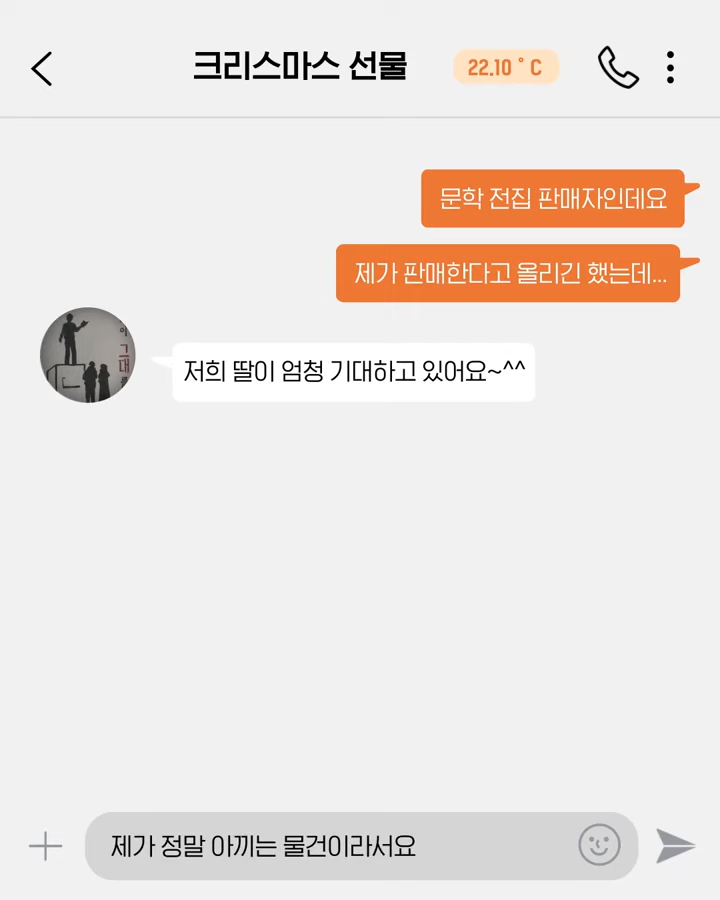 크리스마스 선물
22.10 ° C
문학 전집 판매자인데요
제가 판매한다고 올리긴 했는데...
저희 딸이 엄청 기대하고 있어요~^^
제가 정말 아끼는 물건이라서요